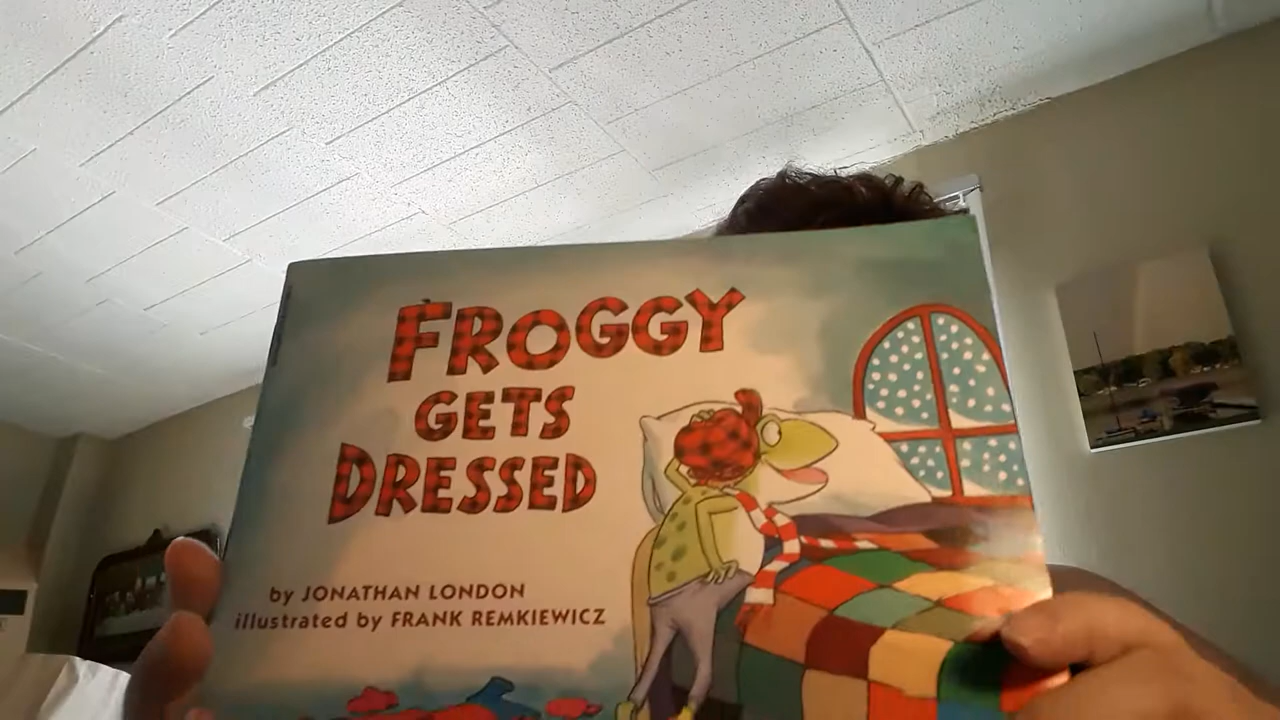 FROGGY
GETS
DRESSED
by JONATHAN LONDON
illustrated by FRANK REMKIEWICZ